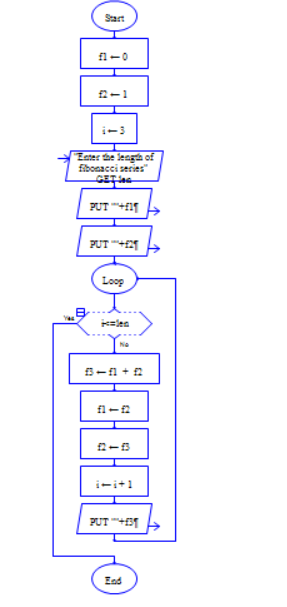 Start
f1 ← 0
f2 ← 1
i ← 3
"Enter the length of
fibonacci series"
GET len
PUT ""+f1¶
PUT ""+f2¶
Loop
Yes
i<=len
No
f3 ← f1 + f2
f1 ← f2
f2 ← f3
i ← i + 1
PUT ""+f3¶
End